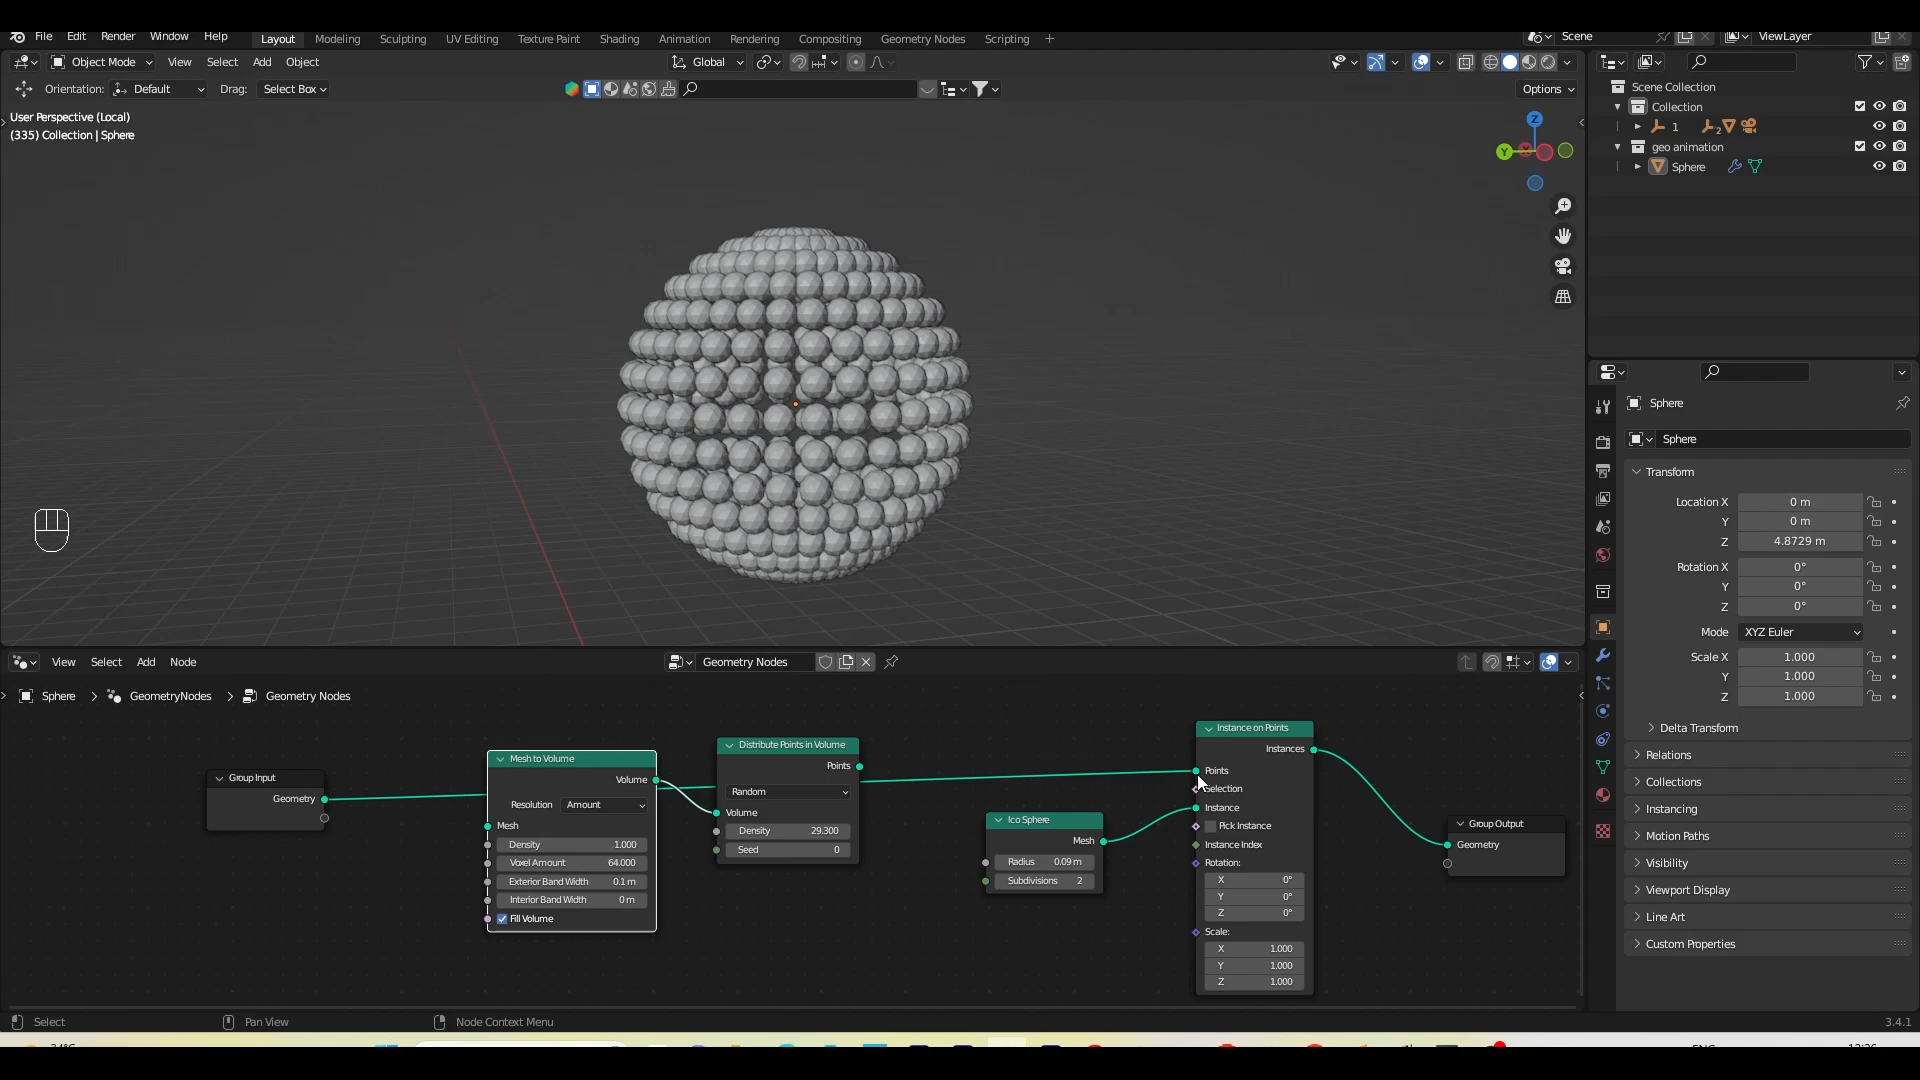 File Edit Render Window Help Layout Modeling Sculpting UV Editing Texture Paint Shading Animation Rendering Compositing Geometry Nodes Scripting + Scene ViewLayer
Object Mode View Select Add Object Global
Orientation: Default Drag: Select Box Options
User Perspective (Local)
(335) Collection | Sphere
Z
Y
Scene Collection
Collection
1 2
geo animation
Sphere
Sphere
Sphere
Transform
Location X 0 m
Y 0 m
Z 4.8729 m
Rotation X 0°
Y 0°
Z 0°
Mode XYZ Euler
Scale X 1.000
Y 1.000
Z 1.000
Delta Transform
Relations
Collections
Instancing
Motion Paths
Visibility
Viewport Display
Line Art
Custom Properties
View Select Add Node Geometry Nodes
Sphere > GeometryNodes > Geometry Nodes
Group Input
Geometry
Mesh to Volume
Volume
Resolution Amount
Mesh
Density 1.000
Voxel Amount 64.000
Exterior Band Width 0.1 m
Interior Band Width 0 m
Fill Volume
Distribute Points in Volume
Points
Random
Volume
Density 29.300
Seed 0
Ico Sphere
Mesh
Radius 0.09 m
Subdivisions 2
Instance on Points
Instances
Points
Selection
Instance
Pick Instance
Instance Index
Rotation:
X 0°
Y 0°
Z 0°
Scale:
X 1.000
Y 1.000
Z 1.000
Group Output
Geometry
Select Pan View Node Context Menu 3.4.1